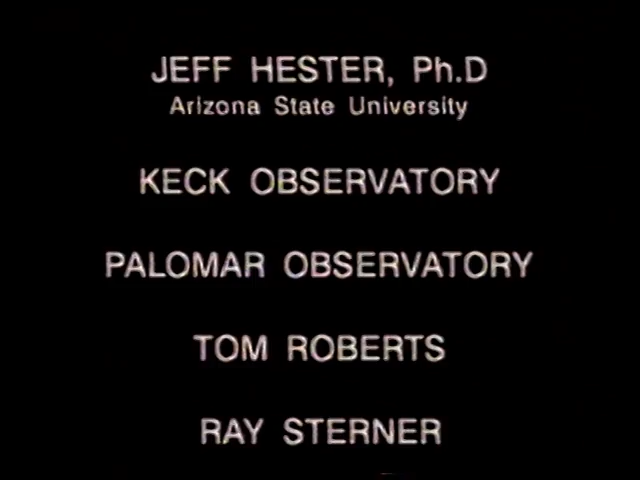 JEFF HESTER, Ph.D
Arizona State University
KECK OBSERVATORY
PALOMAR OBSERVATORY
TOM ROBERTS
RAY STERNER